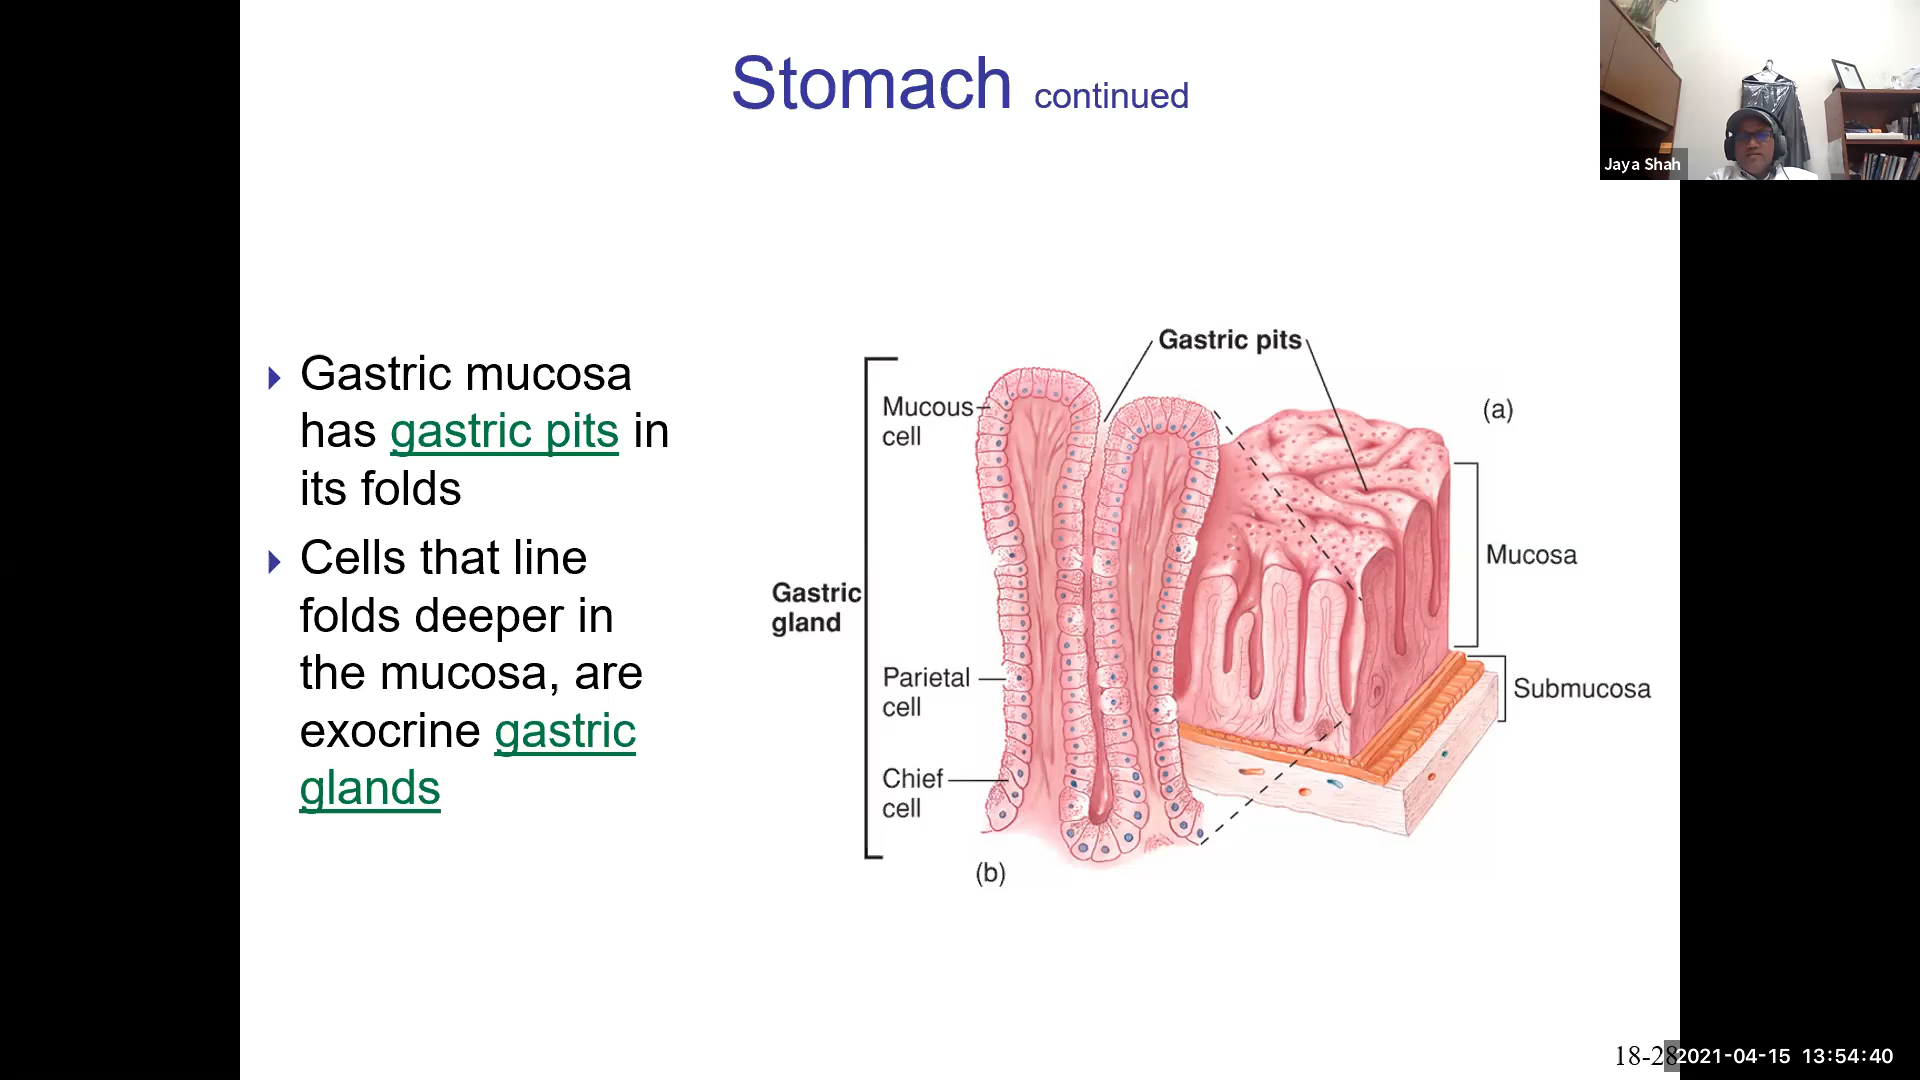 Stomach continued
Jaya Shah
Gastric mucosa
has gastric pits in
its folds
Cells that line
folds deeper in
the mucosa, are
exocrine gastric
glands
Gastric pits
(a)
Mucous
cell
Mucosa
Gastric
gland
Parietal
cell
Submucosa
Chief
cell
(b)
18-28
2021-04-15 13:54:40